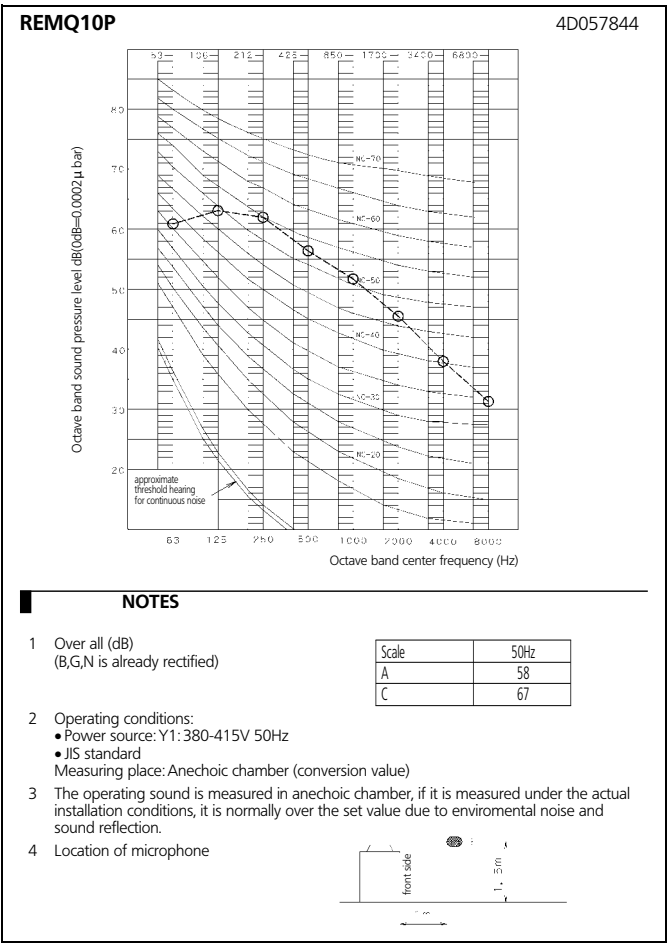 REMQ10P
4D057844
53 106 212 425 850 1700 3400 6800
80
70
60
50
40
30
20
NC-70
NC-60
NC-50
NC-40
NC-30
NC-20
Octave band sound pressure level dB(0dB=0.0002μ bar)
approximate
threshold hearing
for continuous noise
63 125 250 500 1000 2000 4000 8000
Octave band center frequency (Hz)
NOTES
1 Over all (dB)
(B,G,N is already rectified)
Scale 50Hz
A 58
C 67
2 Operating conditions:
• Power source: Y1: 380-415V 50Hz
• JIS standard
Measuring place: Anechoic chamber (conversion value)
3 The operating sound is measured in anechoic chamber, if it is measured under the actual
installation conditions, it is normally over the set value due to enviromental noise and
sound reflection.
4 Location of microphone
front side
1. 5m